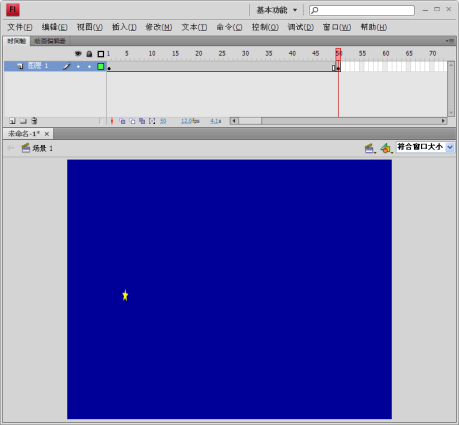 FL 基本功能
文件(F) 编辑(E) 视图(V) 插入(I) 修改(M) 文本(T) 命令(C) 控制(O) 调试(D) 窗口(W) 帮助(H)
时间轴 动画编辑器
1 5 10 15 20 25 30 35 40 45 50 55 60 65 70
图层 1
50 12.0fps 4.1s
未命名-1* ×
场景 1 符合窗口大小